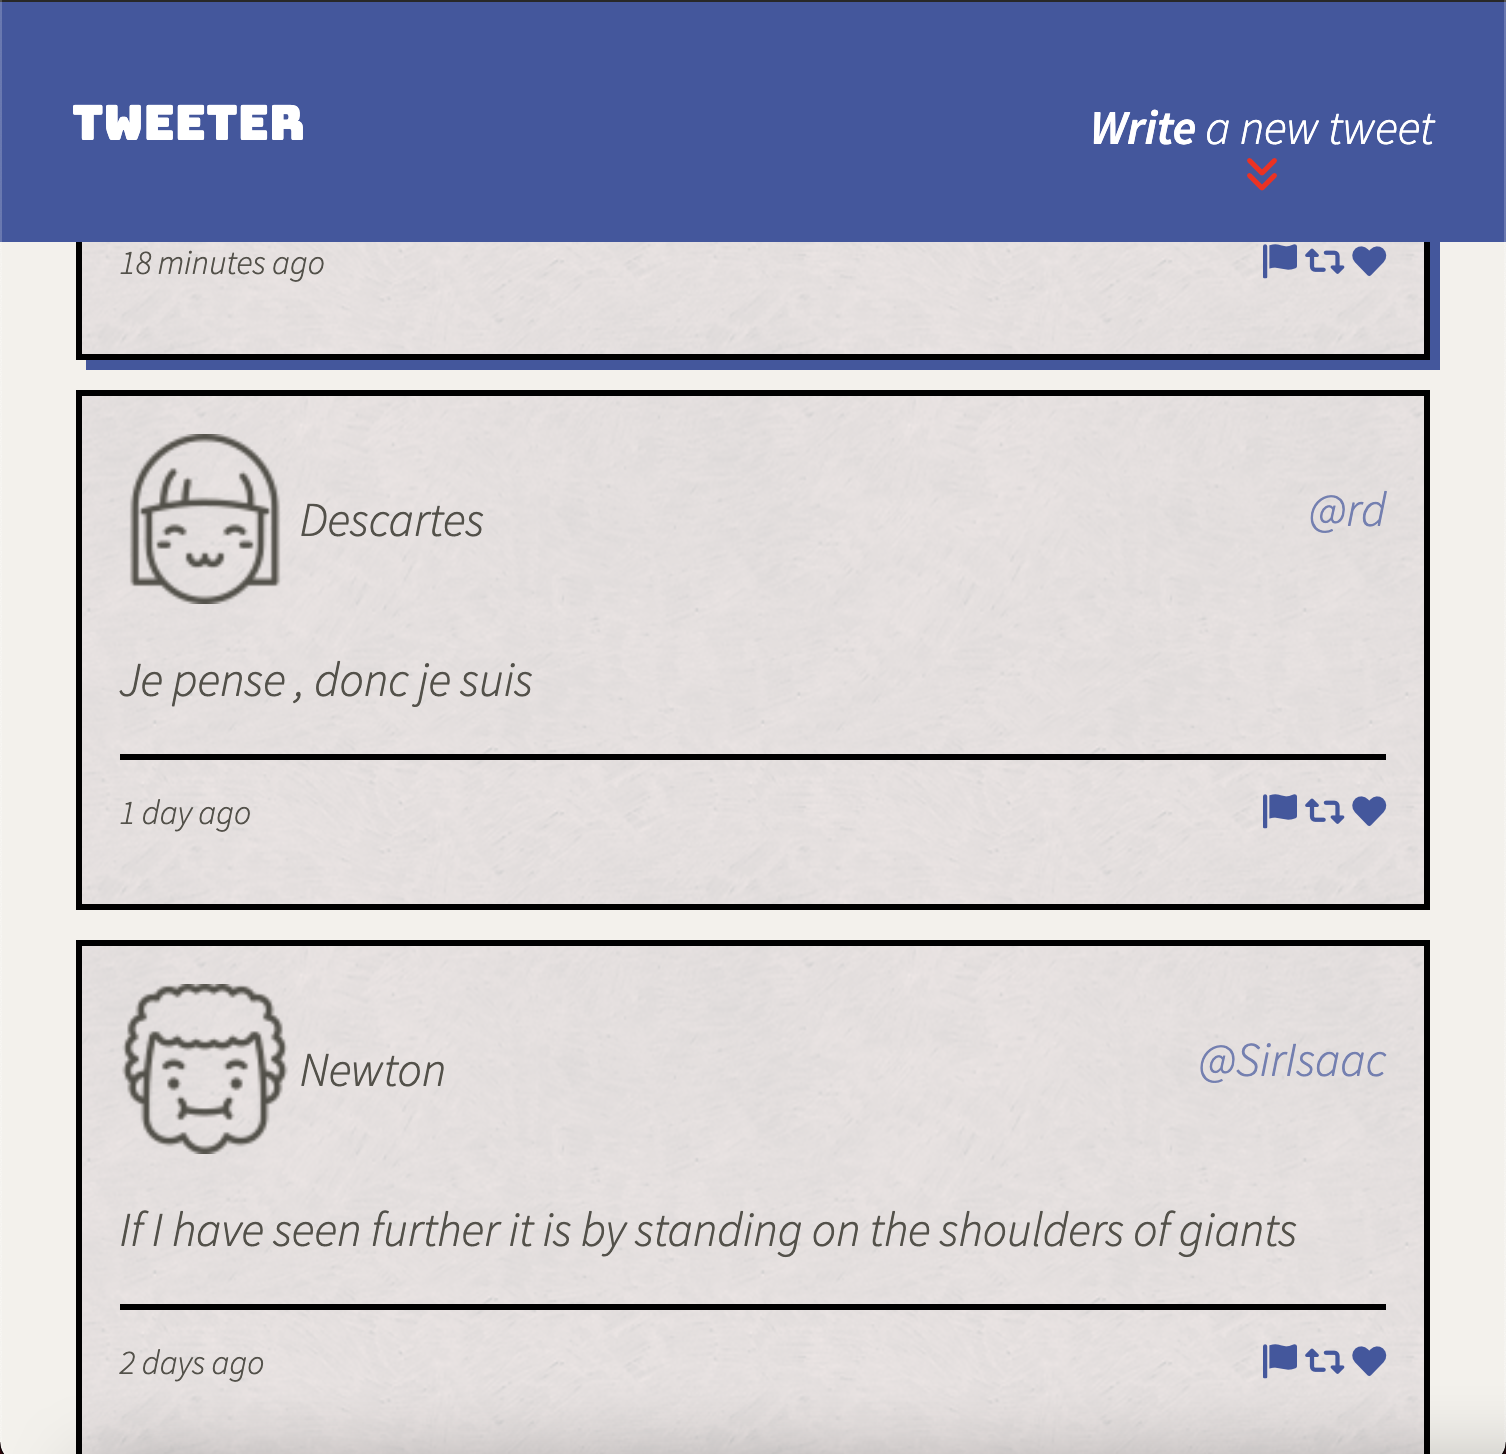 TWEETER
Write a new tweet
18 minutes ago
Descartes
@rd
Je pense , donc je suis
1 day ago
Newton
@SirIsaac
If I have seen further it is by standing on the shoulders of giants
2 days ago